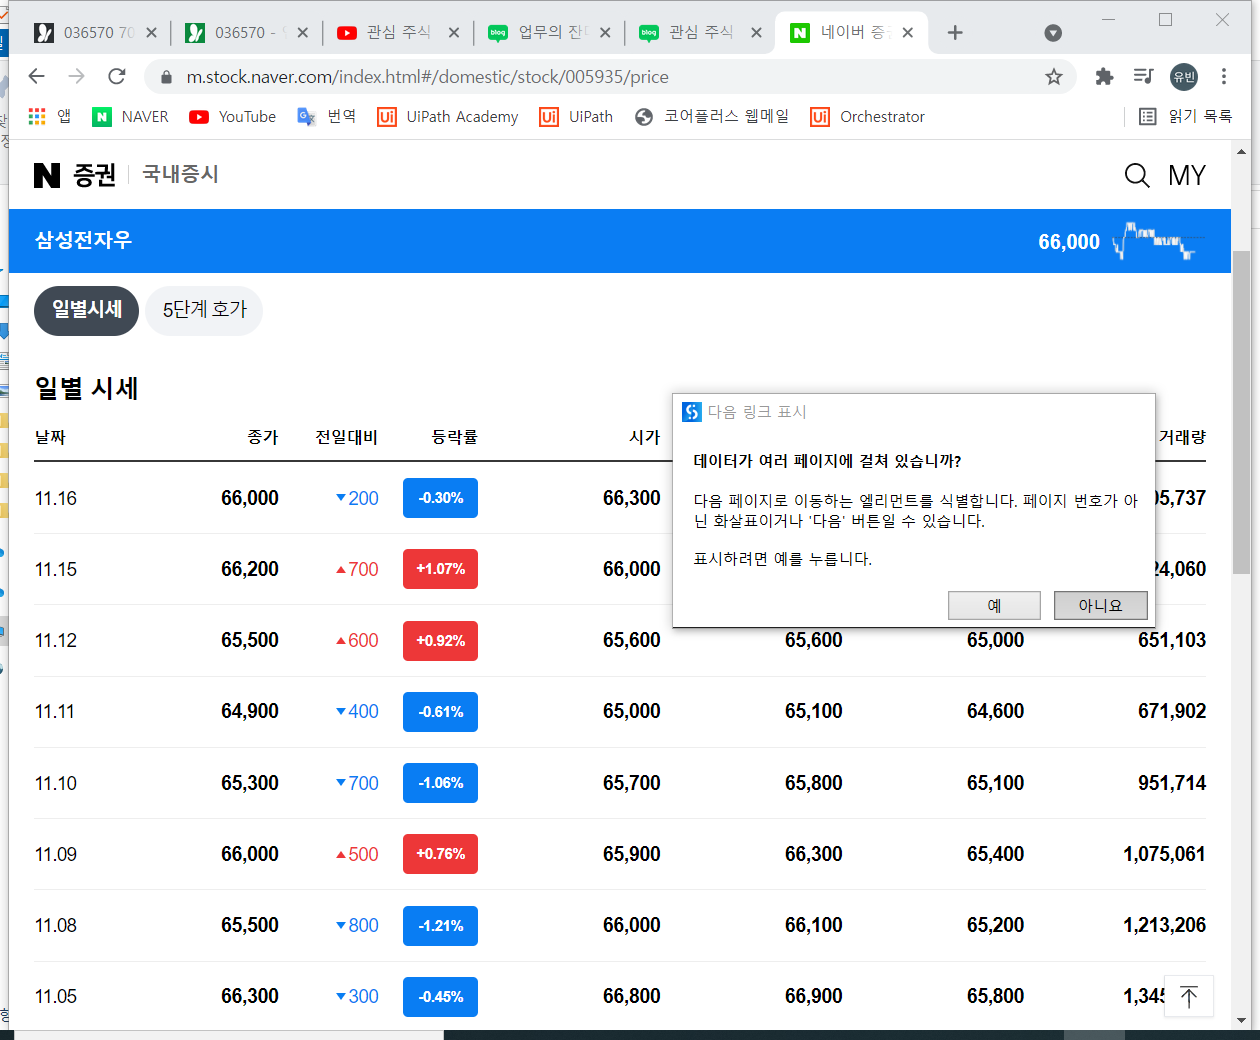 036570 70
036570 -
관심 주식
업무의 잔
관심 주식
네이버 증
m.stock.naver.com/index.html#/domestic/stock/005935/price
유빈
앱
NAVER
YouTube
번역
UiPath Academy
UiPath
코어플러스 웹메일
Orchestrator
읽기 목록
N 증권 국내증시
MY
삼성전자우
66,000
일별시세
5단계 호가
일별 시세
날짜 종가 전일대비 등락률 시가 거래량
11.16 66,000 ▼200 -0.30% 66,300 05,737
11.15 66,200 ▲700 +1.07% 66,000 24,060
11.12 65,500 ▲600 +0.92% 65,600 65,600 65,000 651,103
11.11 64,900 ▼400 -0.61% 65,000 65,100 64,600 671,902
11.10 65,300 ▼700 -1.06% 65,700 65,800 65,100 951,714
11.09 66,000 ▲500 +0.76% 65,900 66,300 65,400 1,075,061
11.08 65,500 ▼800 -1.21% 66,000 66,100 65,200 1,213,206
11.05 66,300 ▼300 -0.45% 66,800 66,900 65,800 1,345
다음 링크 표시
데이터가 여러 페이지에 걸쳐 있습니까?
다음 페이지로 이동하는 엘리먼트를 식별합니다. 페이지 번호가 아
닌 화살표이거나 '다음' 버튼일 수 있습니다.
표시하려면 예를 누릅니다.
예
아니요